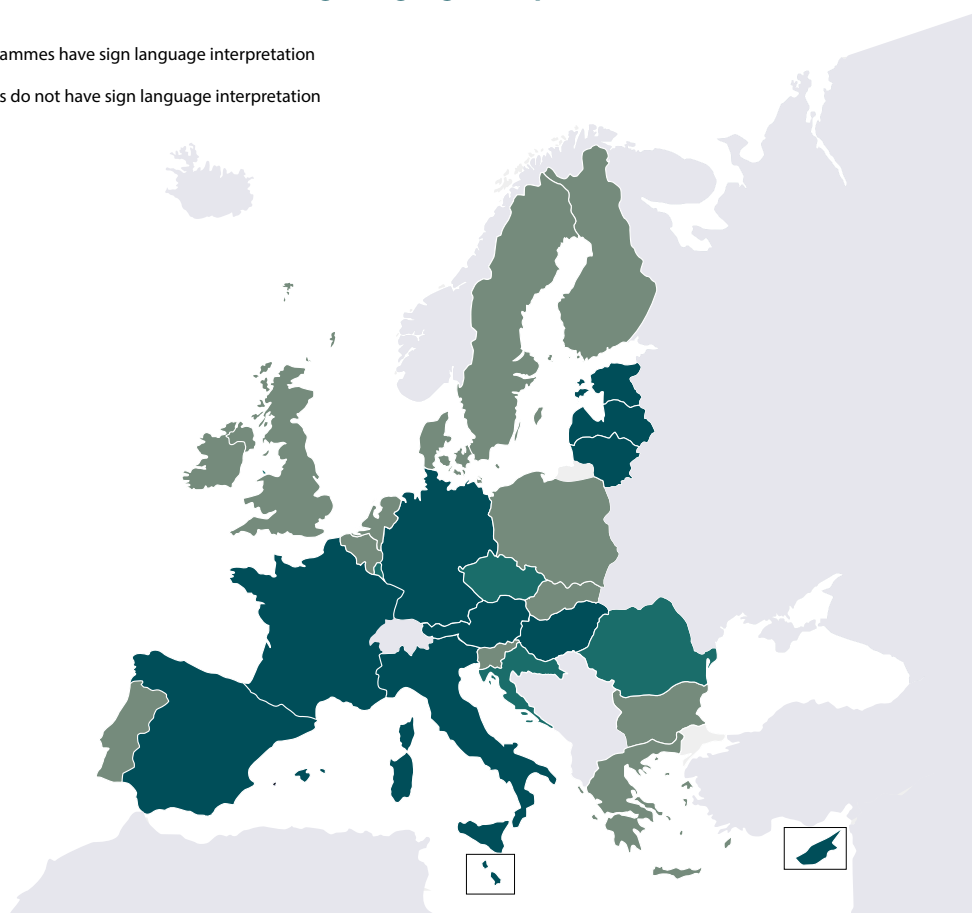 ammes have sign language interpretation
s do not have sign language interpretation